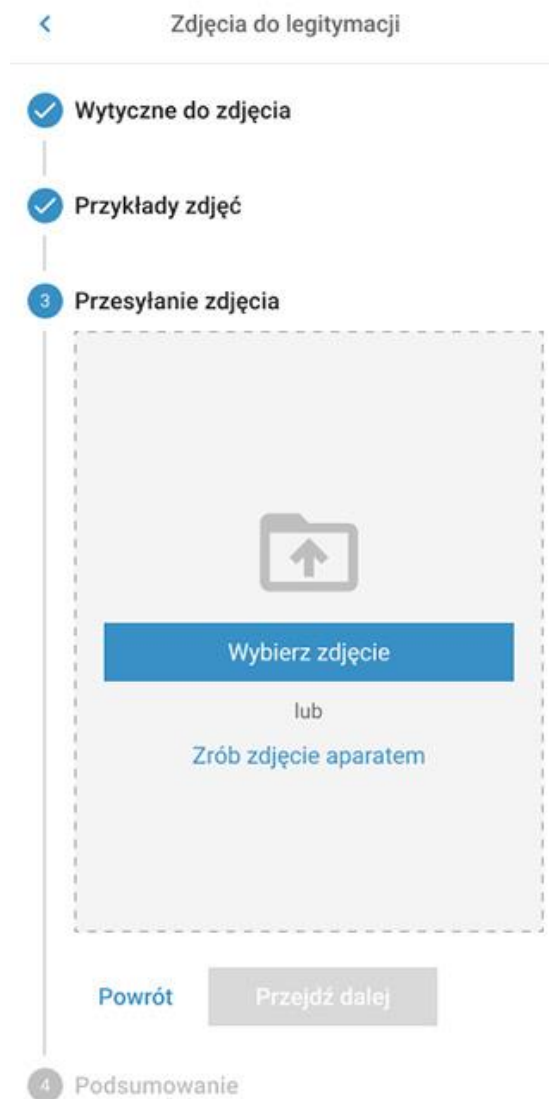 Zdjęcia do legitymacji
Wytyczne do zdjęcia
Przykłady zdjęć
3 Przesyłanie zdjęcia
Wybierz zdjęcie
lub
Zrób zdjęcie aparatem
Powrót Przejdź dalej
4 Podsumowanie